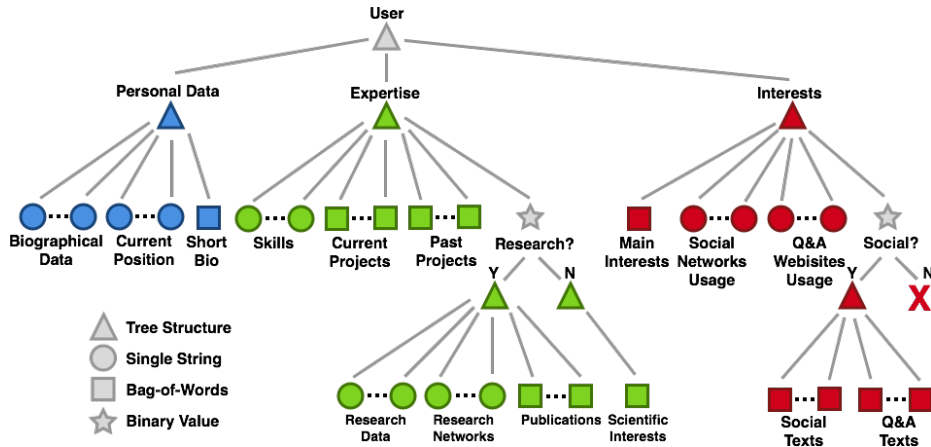 User
Personal Data
Expertise
Interests
Biographical
Data
Current
Position
Short
Bio
Skills
Current
Projects
Past
Projects
Research?
Main
Interests
Social
Networks
Usage
Q&A
Webisites
Usage
Social?
Y
N
Y
N
X
Tree Structure
Single String
Bag-of-Words
Binary Value
Research
Data
Research
Networks
Publications
Scientific
Interests
Social
Texts
Q&A
Texts